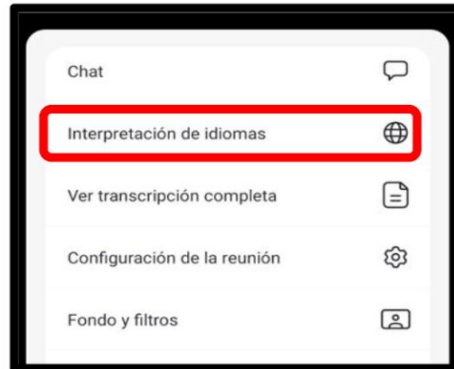 Chat
Interpretación de idiomas
Ver transcripción completa
Configuración de la reunión
Fondo y filtros